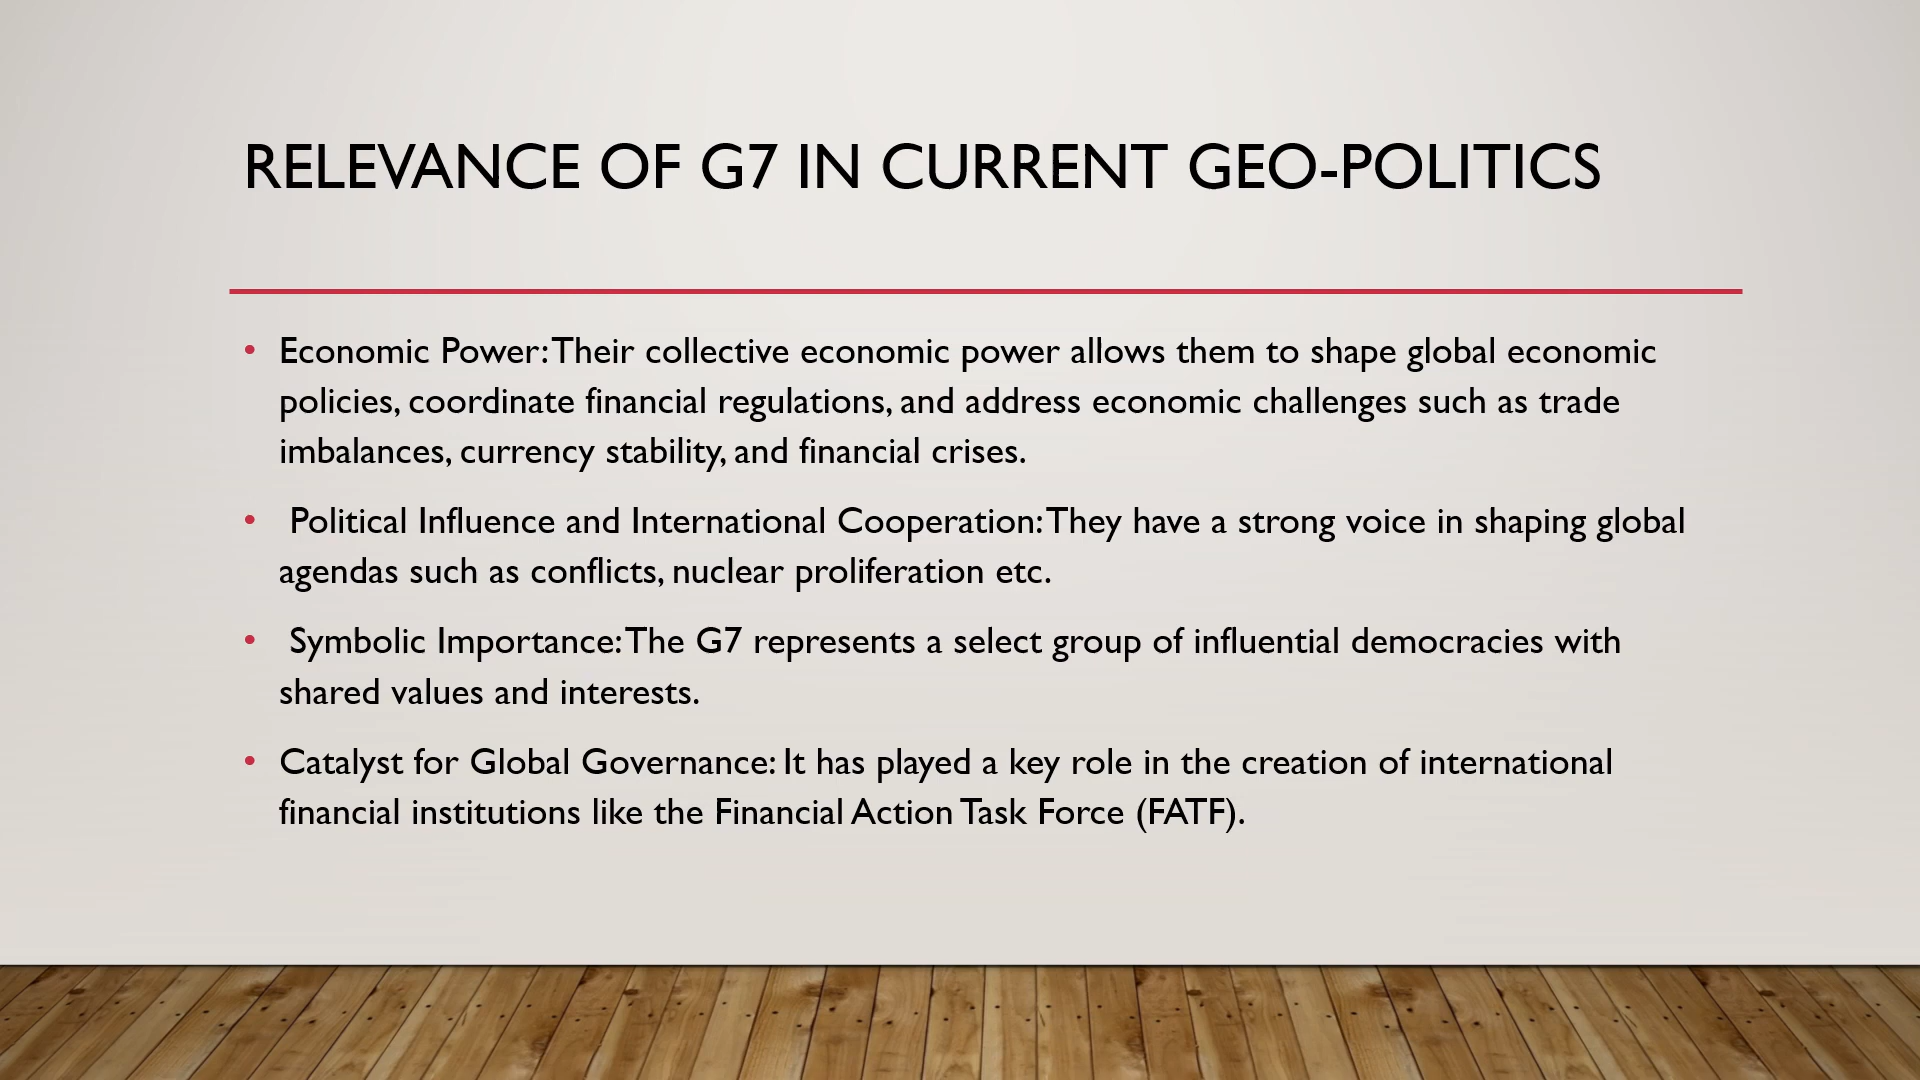 RELEVANCE OF G7 IN CURRENT GEO-POLITICS
• Economic Power: Their collective economic power allows them to shape global economic
policies, coordinate financial regulations, and address economic challenges such as trade
imbalances, currency stability, and financial crises.
• Political Influence and International Cooperation: They have a strong voice in shaping global
agendas such as conflicts, nuclear proliferation etc.
• Symbolic Importance: The G7 represents a select group of influential democracies with
shared values and interests.
• Catalyst for Global Governance: It has played a key role in the creation of international
financial institutions like the Financial Action Task Force (FATF).